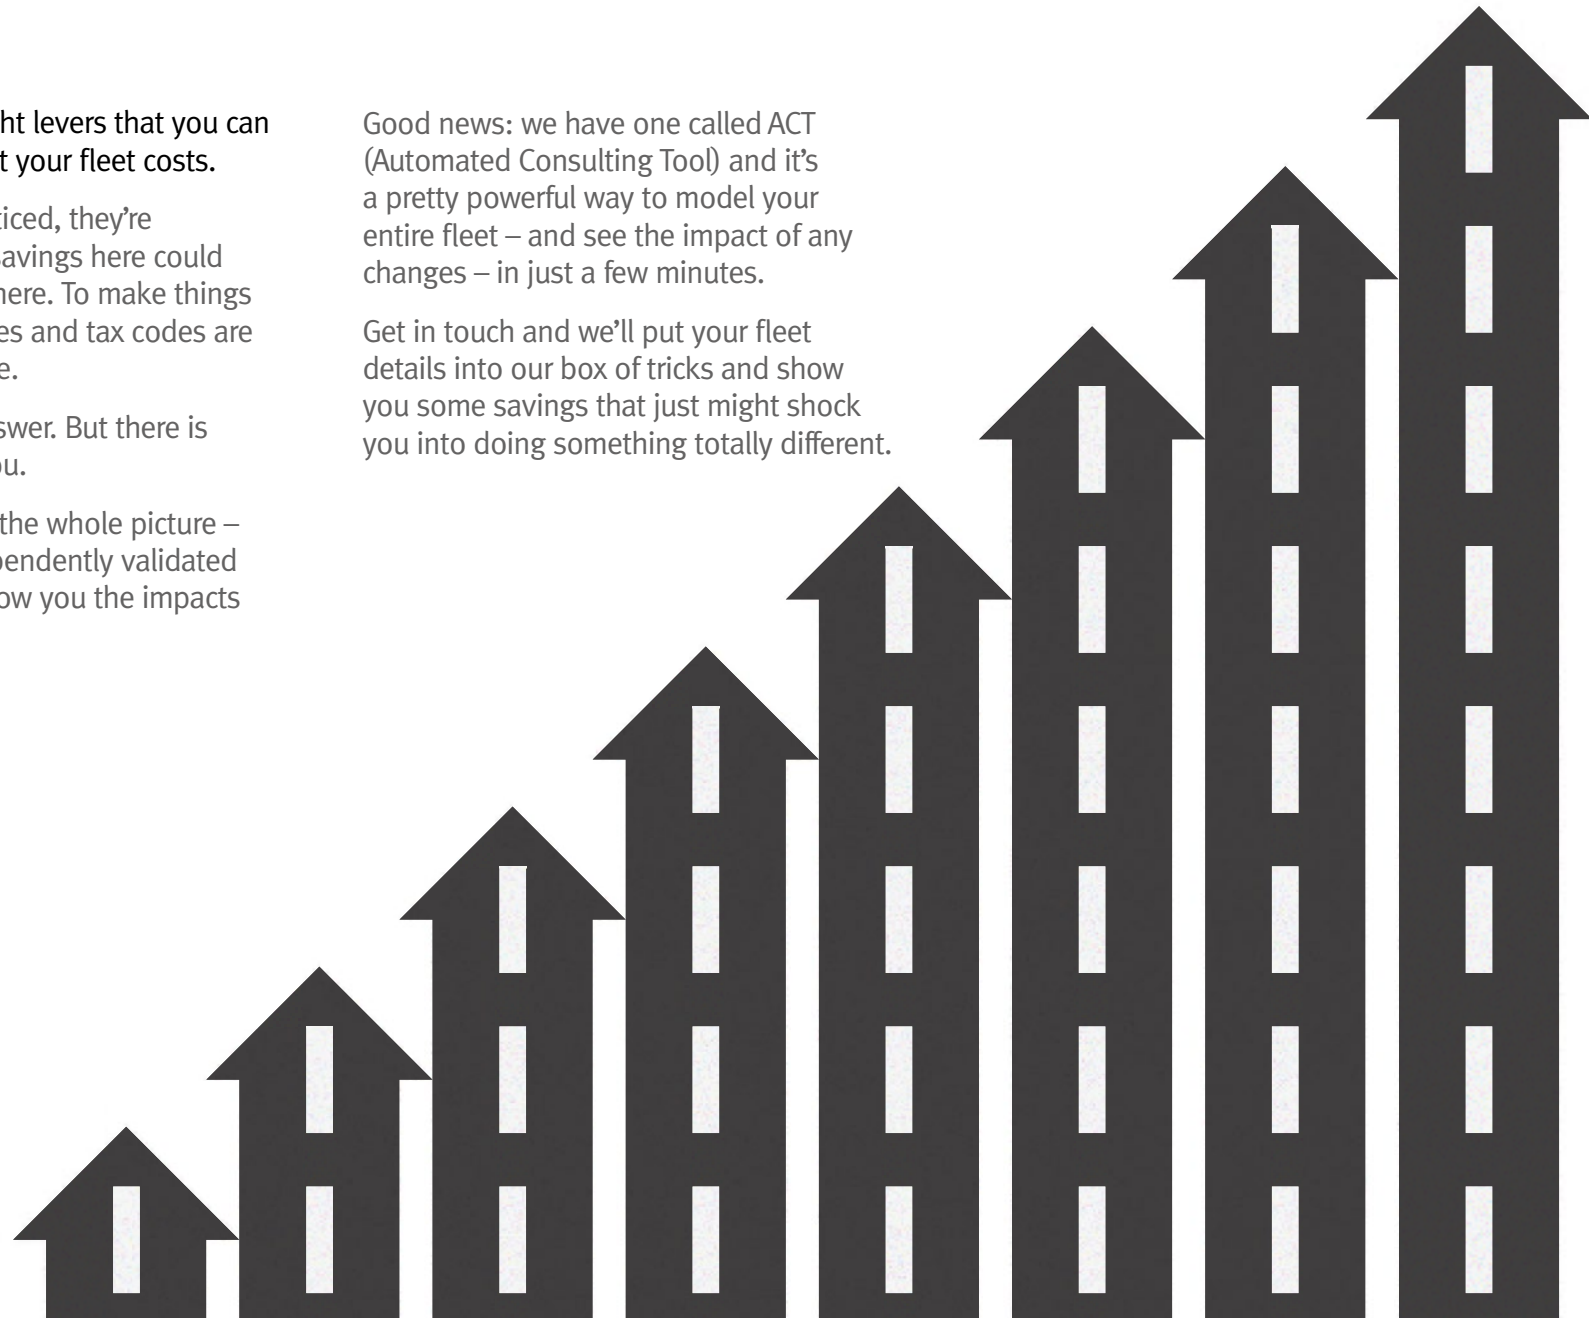 ht levers that you can
t your fleet costs.
ticed, they’re
savings here could
here. To make things
es and tax codes are
e.
swer. But there is
ou.
the whole picture –
pendently validated
ow you the impacts
Good news: we have one called ACT
(Automated Consulting Tool) and it’s
a pretty powerful way to model your
entire fleet – and see the impact of any
changes – in just a few minutes.
Get in touch and we’ll put your fleet
details into our box of tricks and show
you some savings that just might shock
you into doing something totally different.